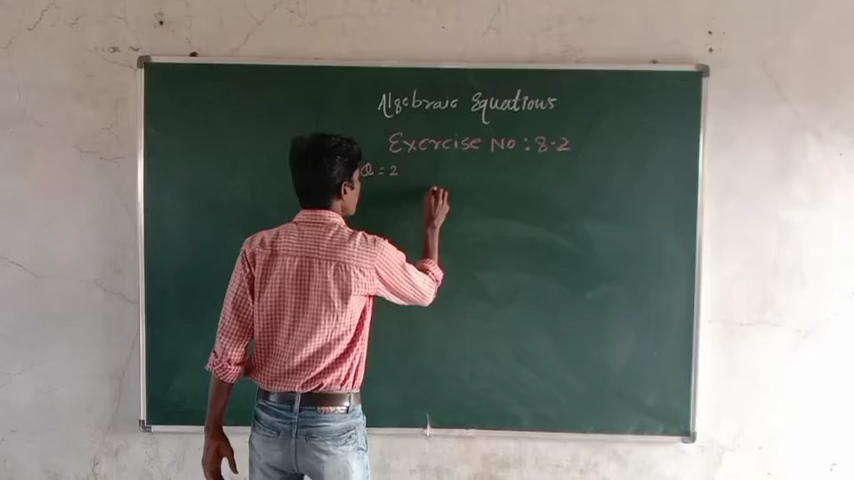 Algebraic Equations
Exercise No : 8.2
Q = 2